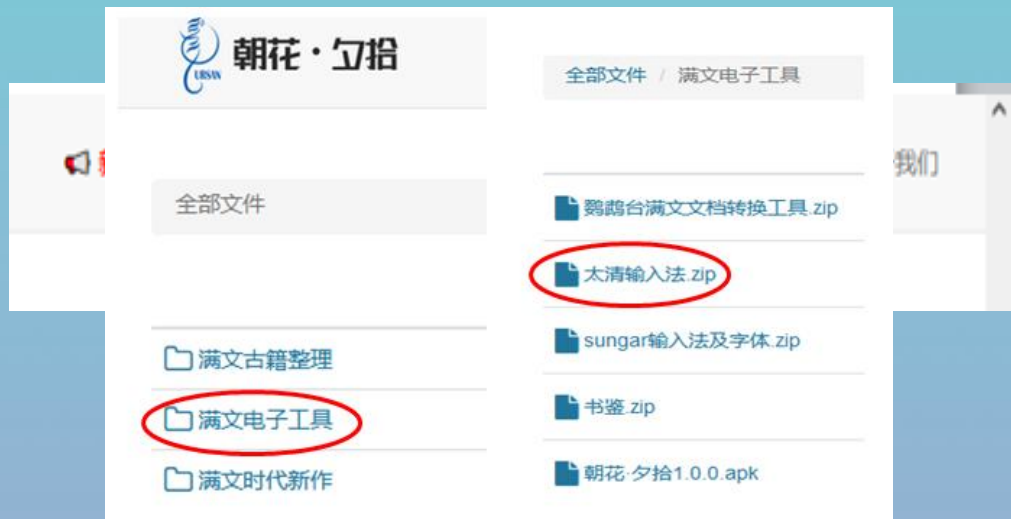 朝花·夕拾
URSAN
全部文件
满文古籍整理
满文电子工具
满文时代新作
全部文件 / 满文电子工具
鹦鹉台满文文档转换工具.zip
太清输入法.zip
sungar输入法及字体.zip
书鉴.zip
朝花·夕拾1.0.0.apk
我们